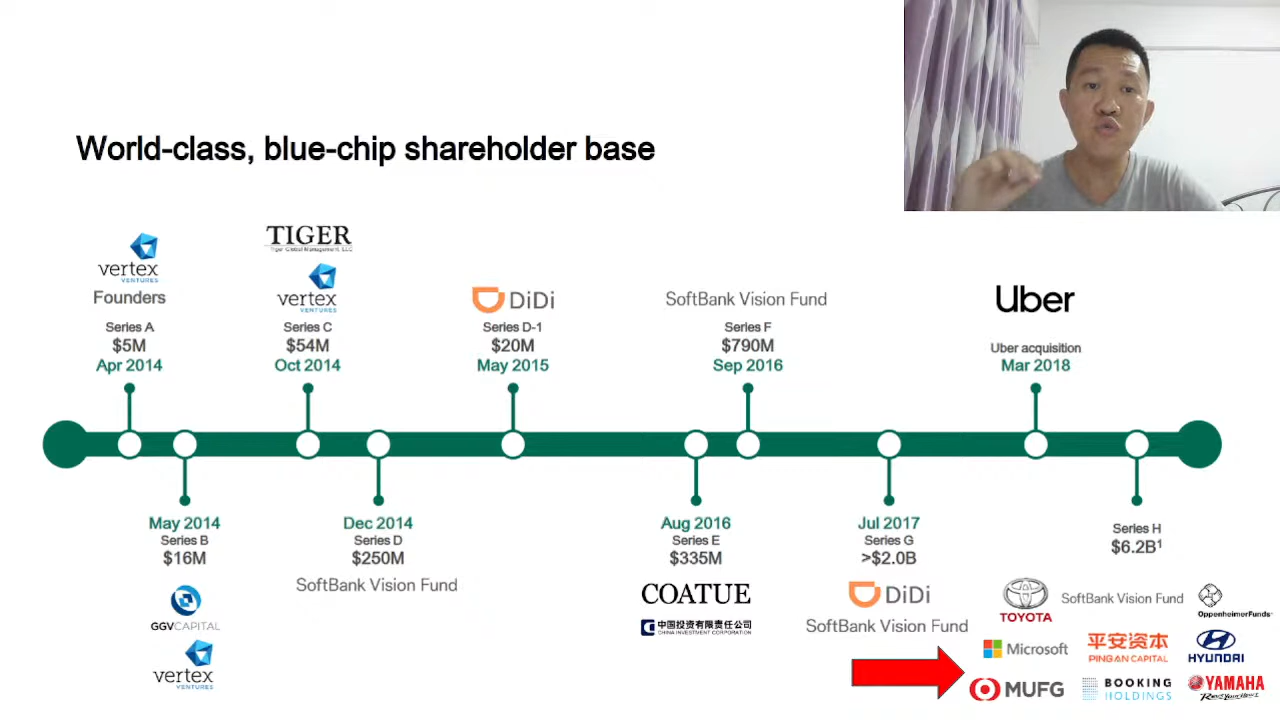 World-class, blue-chip shareholder base
vertex
VENTURES
Founders
Series A
$5M
Apr 2014
TIGER
Tiger Global Management, LLC
vertex
VENTURES
Series C
$54M
Oct 2014
DiDi
Series D-1
$20M
May 2015
SoftBank Vision Fund
Series F
$790M
Sep 2016
Uber
Uber acquisition
Mar 2018
May 2014
Series B
$16M
GGVCAPITAL
vertex
VENTURES
Dec 2014
Series D
$250M
SoftBank Vision Fund
Aug 2016
Series E
$335M
COATUE
中国投资有限责任公司
CHINA INVESTMENT CORPORATION
Jul 2017
Series G
>$2.0B
DiDi
SoftBank Vision Fund
Series H
$6.2B¹
TOYOTA
SoftBank Vision Fund
OppenheimerFunds
Microsoft
平安资本
PING AN CAPITAL
HYUNDAI
MUFG
BOOKING
HOLDINGS
YAMAHA
Revs Your Heart